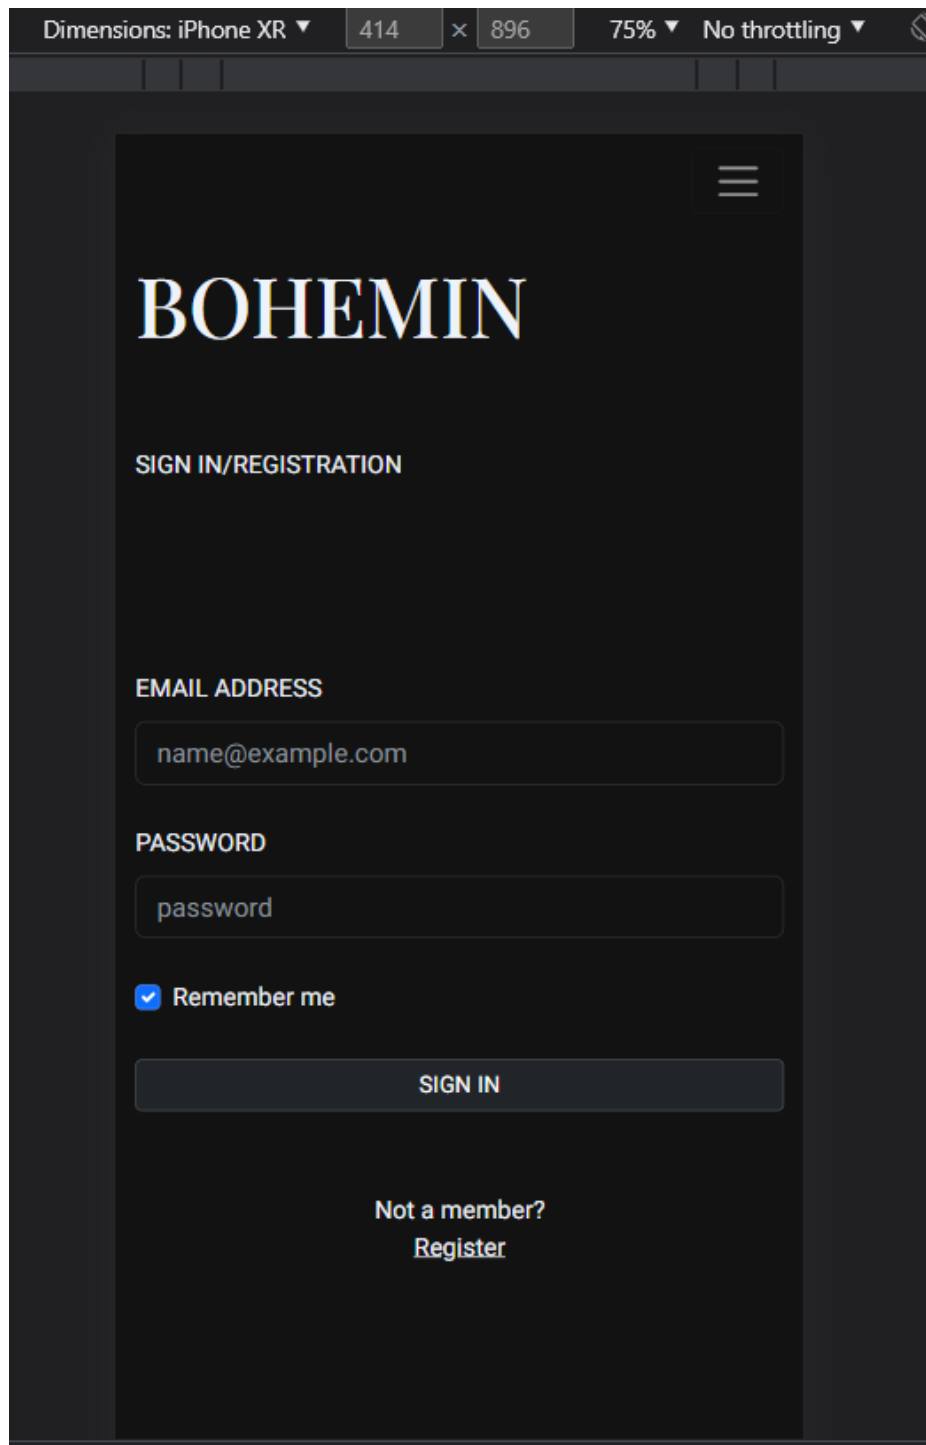 Dimensions: iPhone XR ▼ 414 × 896 75% ▼ No throttling ▼
BOHEMIN
SIGN IN/REGISTRATION
EMAIL ADDRESS
name@example.com
PASSWORD
password
Remember me
SIGN IN
Not a member?
Register